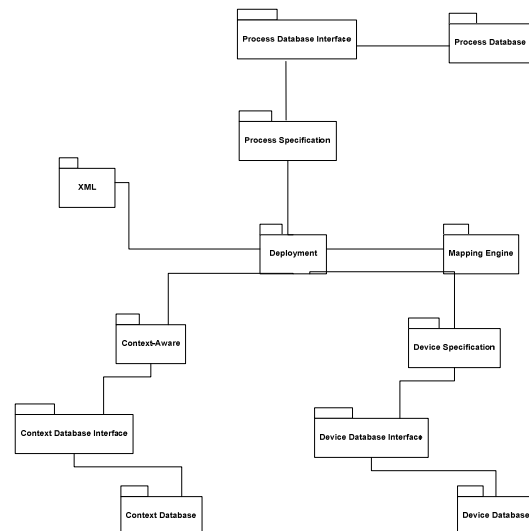 Process Database Interface
Process Database
Process Specification
XML
Deployment
Mapping Engine
Context-Aware
Device Specification
Context Database Interface
Device Database Interface
Context Database
Device Database